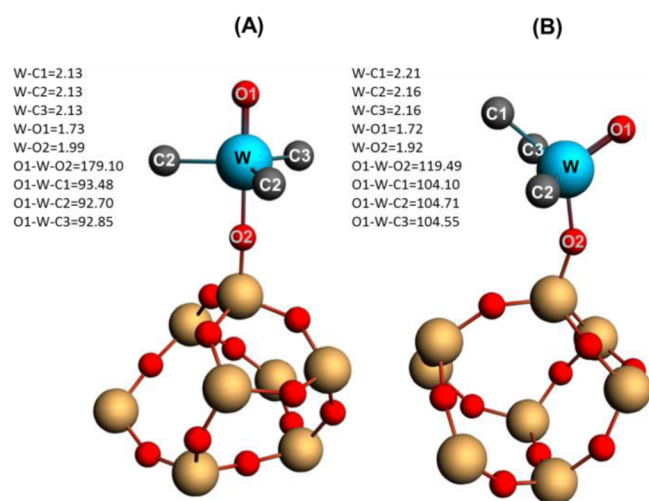 (A)
(B)
W-C1=2.13
W-C2=2.13
W-C3=2.13
W-O1=1.73
W-O2=1.99
O1-W-O2=179.10
O1-W-C1=93.48
O1-W-C2=92.70
O1-W-C3=92.85
O1
C2
W
C3
C2
O2
W-C1=2.21
W-C2=2.16
W-C3=2.16
W-O1=1.72
W-O2=1.92
O1-W-O2=119.49
O1-W-C1=104.10
O1-W-C2=104.71
O1-W-C3=104.55
C1
O1
C3
W
C2
O2